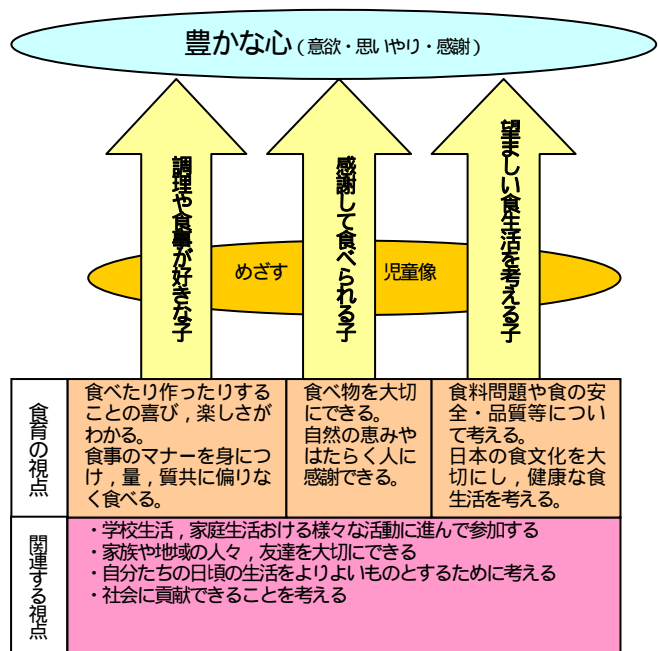 豊かな心(意欲・思いやり・感謝)
調理や食事が好きな子
感謝して食べられる子
望ましい食生活を考える子
めざす 児童像
食育の視点
食べたり作ったりする
ことの喜び,楽しさが
わかる。
食事のマナーを身につ
け,量,質共に偏りな
く食べる。
食べ物を大切
にできる。
自然の恵みや
はたらく人に
感謝できる。
食料問題や食の安
全・品質等につい
て考える。
日本の食文化を大
切にし,健康な食
生活を考える。
関連する視点
・学校生活,家庭生活おける様々な活動に進んで参加する
・家族や地域の人々,友達を大切にできる
・自分たちの日頃の生活をよりよいものとするために考える
・社会に貢献できることを考える